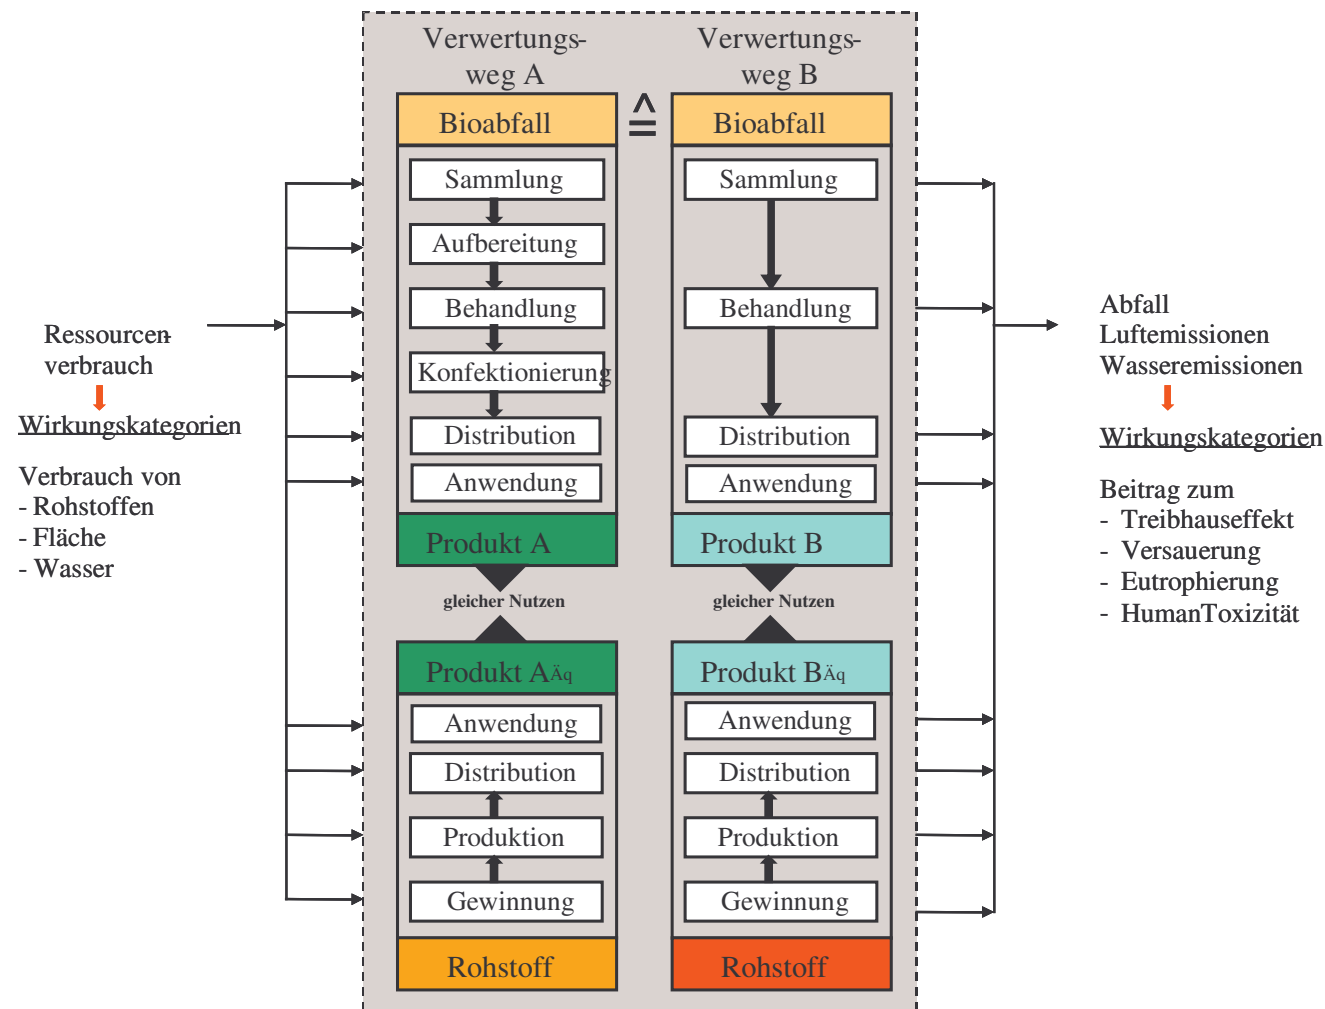 Verwertungs-
weg A
Bioabfall
Sammlung
Aufbereitung
Behandlung
Konfektionierung
Distribution
Anwendung
Produkt A
gleicher Nutzen
Produkt AÄq
Anwendung
Distribution
Produktion
Gewinnung
Rohstoff
≙
Verwertungs-
weg B
Bioabfall
Sammlung
Behandlung
Distribution
Anwendung
Produkt B
gleicher Nutzen
Produkt BÄq
Anwendung
Distribution
Produktion
Gewinnung
Rohstoff
Ressourcen-
verbrauch
Wirkungskategorien
Verbrauch von
- Rohstoffen
- Fläche
- Wasser
Abfall
Luftemissionen
Wasseremissionen
Wirkungskategorien
Beitrag zum
- Treibhauseffekt
- Versauerung
- Eutrophierung
- HumanToxizität